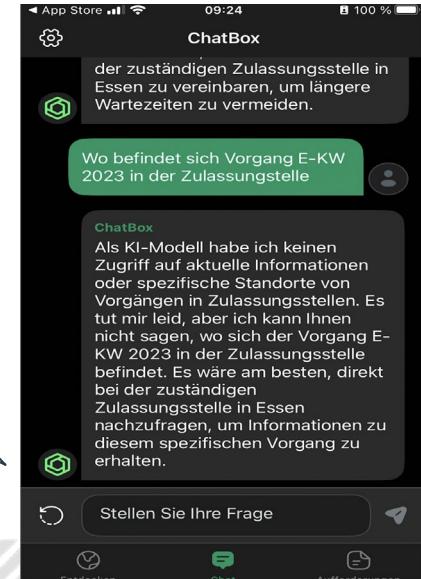 App Store 09:24 100 %
ChatBox
der zuständigen Zulassungsstelle in
Essen zu vereinbaren, um längere
Wartezeiten zu vermeiden.
Wo befindet sich Vorgang E-KW
2023 in der Zulassungstelle
ChatBox
Als KI-Modell habe ich keinen
Zugriff auf aktuelle Informationen
oder spezifische Standorte von
Vorgängen in Zulassungsstellen. Es
tut mir leid, aber ich kann Ihnen
nicht sagen, wo sich der Vorgang E-
KW 2023 in der Zulassungsstelle
befindet. Es wäre am besten, direkt
bei der zuständigen
Zulassungsstelle in Essen
nachzufragen, um Informationen zu
diesem spezifischen Vorgang zu
erhalten.
Stellen Sie Ihre Frage
Entdecken Chat Aufforderungen